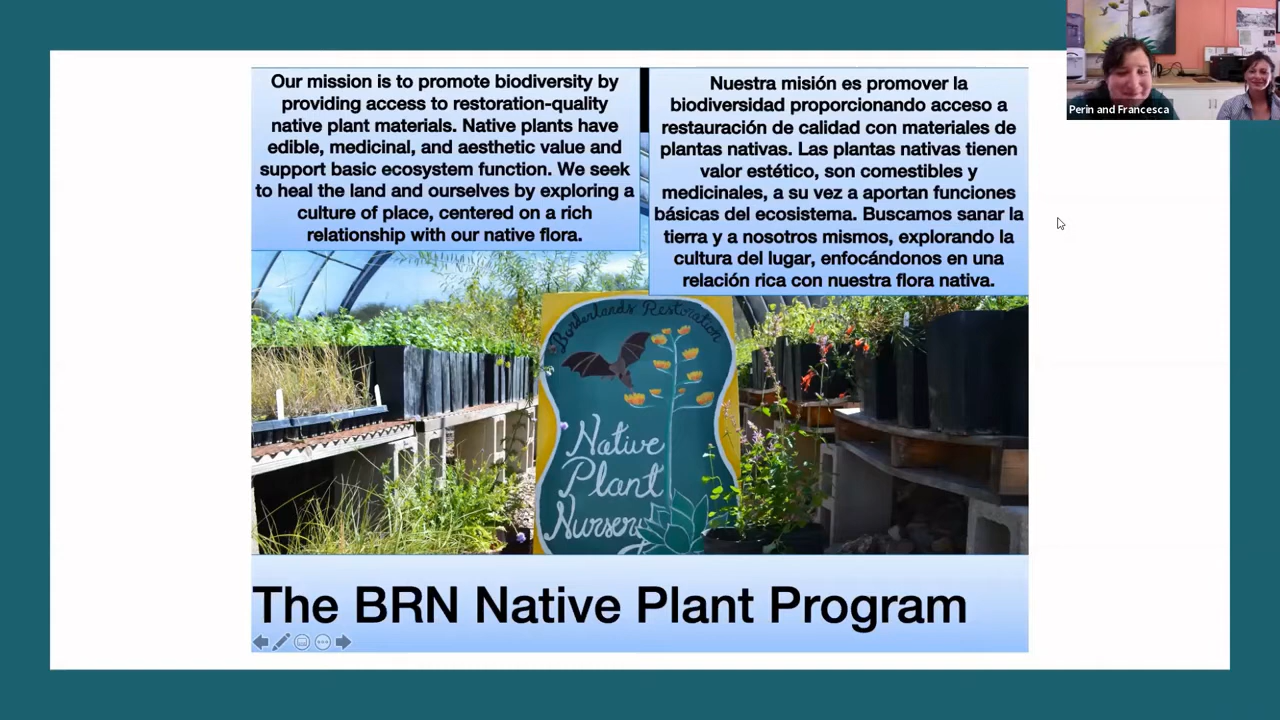 Our mission is to promote biodiversity by
providing access to restoration-quality
native plant materials. Native plants have
edible, medicinal, and aesthetic value and
support basic ecosystem function. We seek
to heal the land and ourselves by exploring a
culture of place, centered on a rich
relationship with our native flora.
Nuestra misión es promover la
biodiversidad proporcionando acceso a
restauración de calidad con materiales de
plantas nativas. Las plantas nativas tienen
valor estético, son comestibles y
medicinales, a su vez a aportan funciones
básicas del ecosistema. Buscamos sanar la
tierra y a nosotros mismos, explorando la
cultura del lugar, enfocándonos en una
relación rica con nuestra flora nativa.
Perin and Francesca
Borderlands Restoration
Native
Plant
Nursery
The BRN Native Plant Program